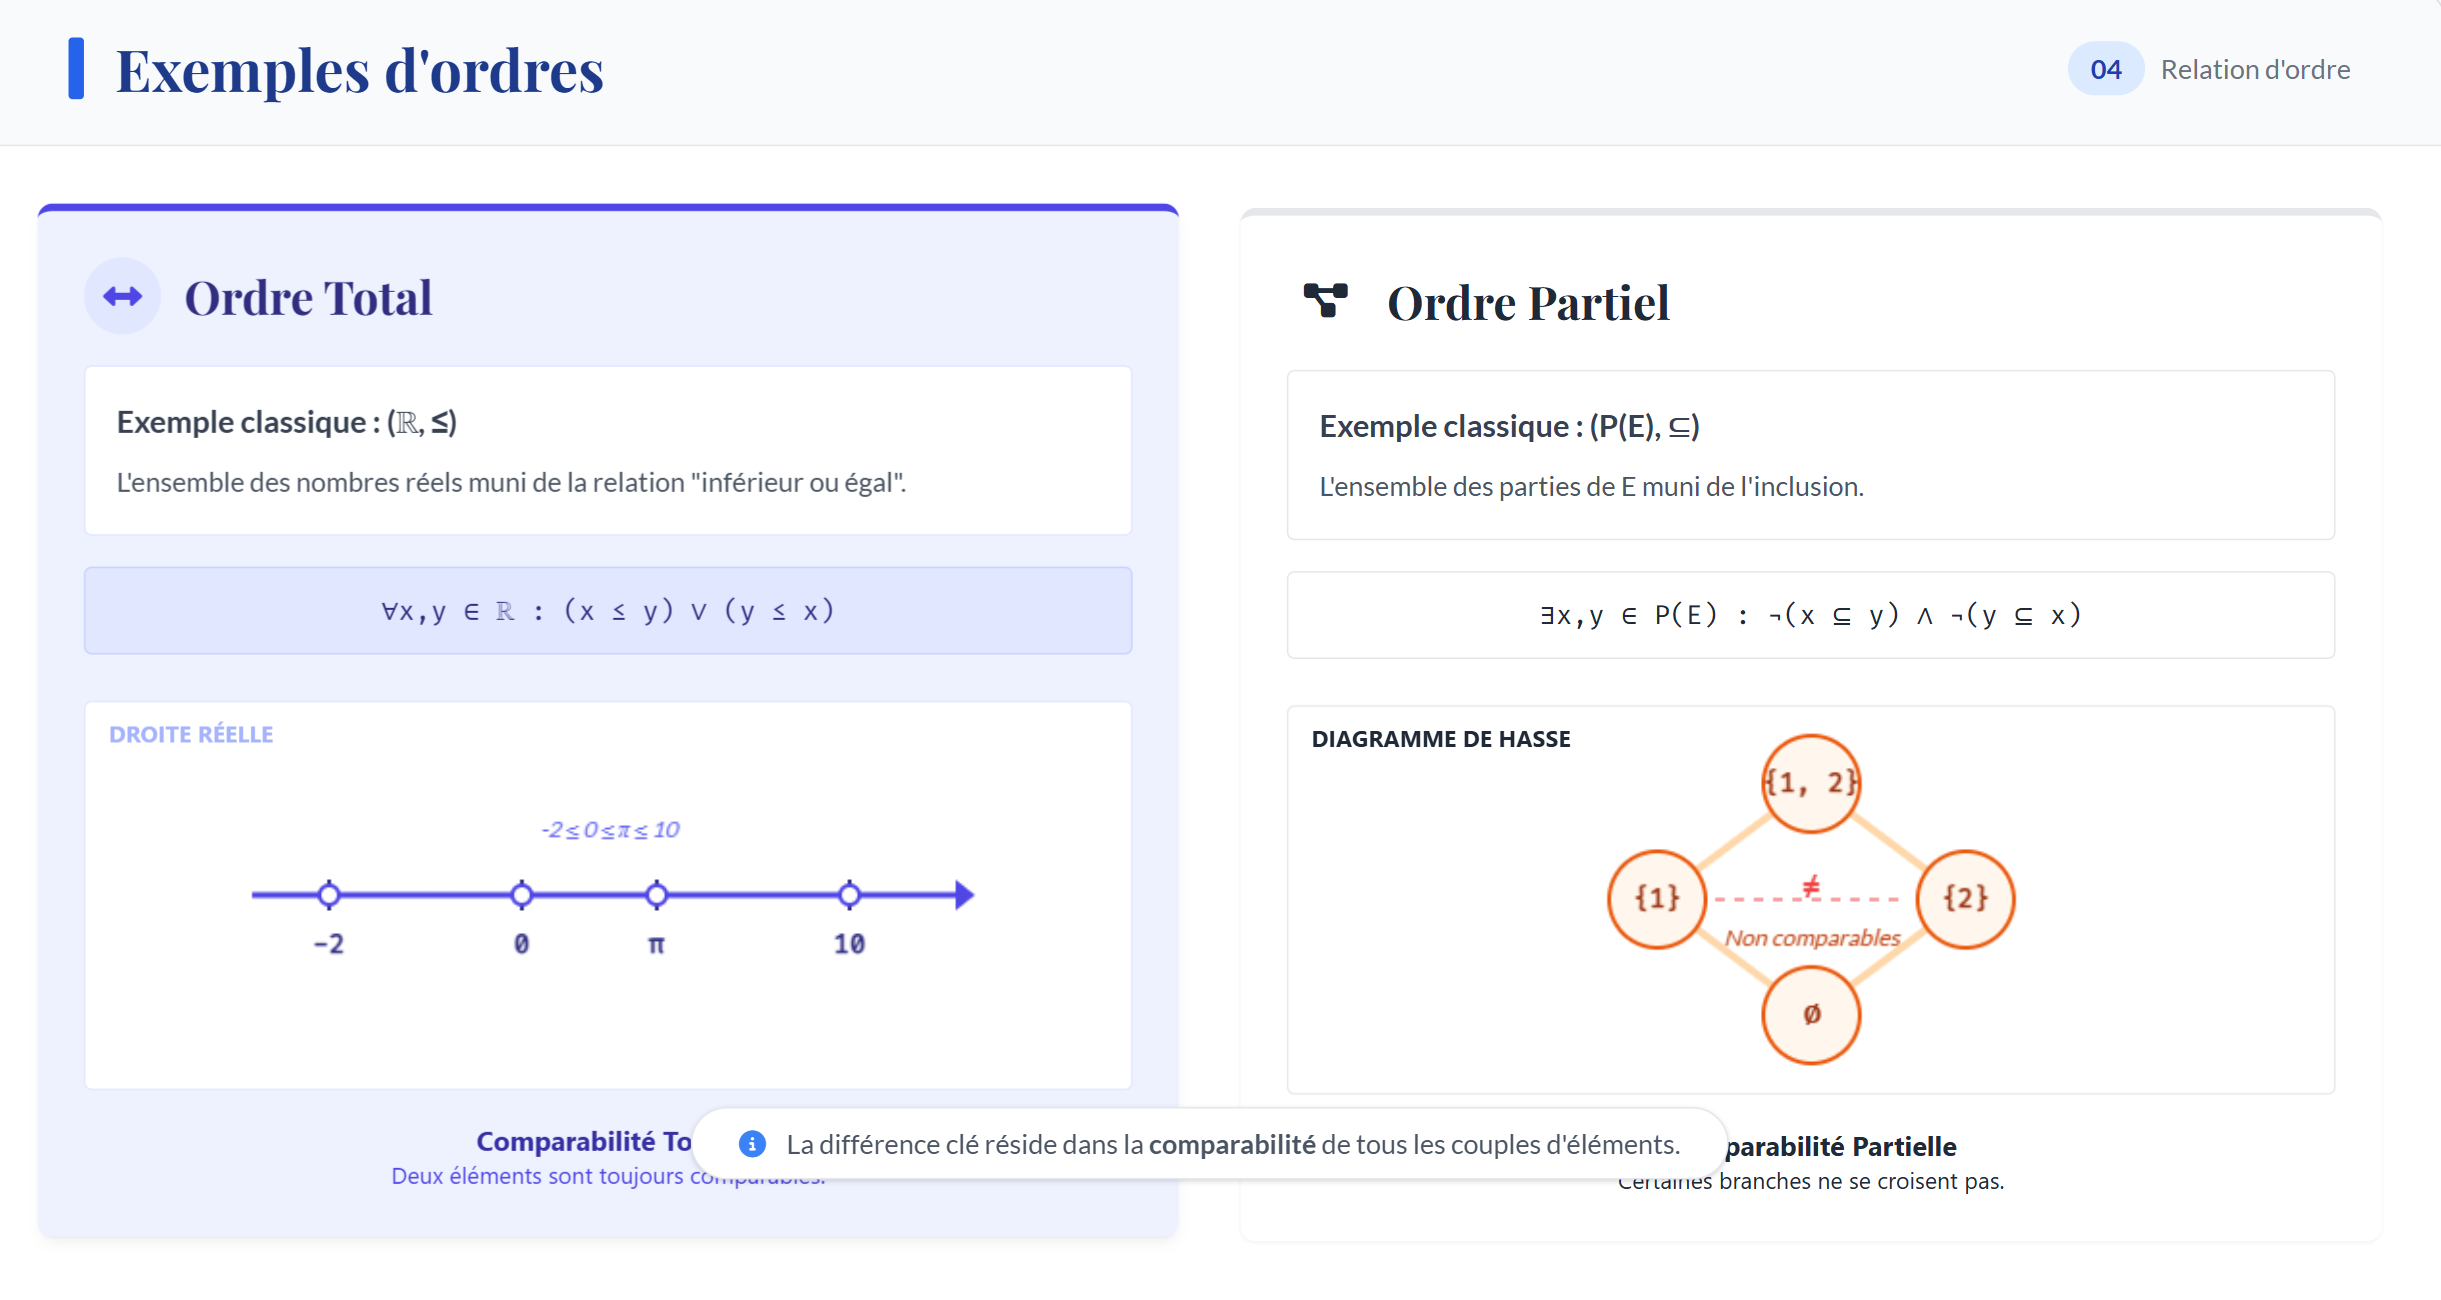 Exemples d'ordres
04 Relation d'ordre
Ordre Total
Exemple classique : (ℝ, ≤)
L'ensemble des nombres réels muni de la relation "inférieur ou égal".
∀x,y ∈ ℝ : (x ≤ y) ∨ (y ≤ x)
DROITE RÉELLE
-2 ≤ 0 ≤ π ≤ 10
-2 0 π 10
Comparabilité To
Deux éléments sont toujours comparables.
Ordre Partiel
Exemple classique : (P(E), ⊆)
L'ensemble des parties de E muni de l'inclusion.
∃x,y ∈ P(E) : ¬(x ⊆ y) ∧ ¬(y ⊆ x)
DIAGRAMME DE HASSE
{1, 2}
{1} ≠ {2}
Non comparables
Ø
parabilité Partielle
Certaines branches ne se croisent pas.
La différence clé réside dans la comparabilité de tous les couples d'éléments.